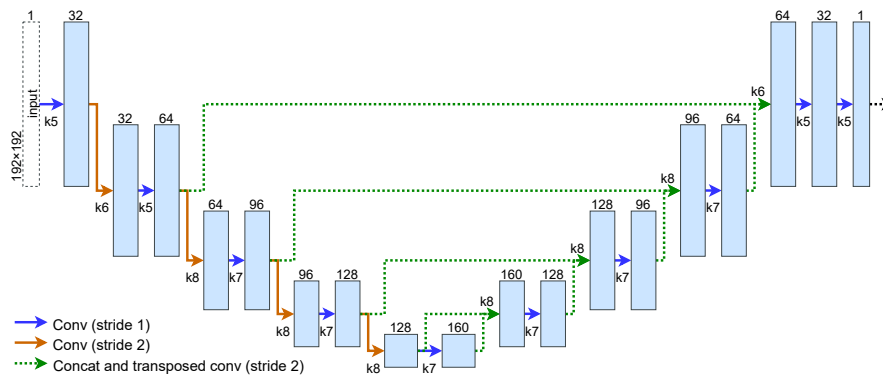 1
32
64
32
1
192×192
input
k5
32
64
k6
k5
k6
k5
k5
96
64
k8
k7
64
96
k8
k7
128
96
k8
k7
96
128
k8
k7
160
128
k8
k7
128
160
k8
k7
Conv (stride 1)
Conv (stride 2)
Concat and transposed conv (stride 2)